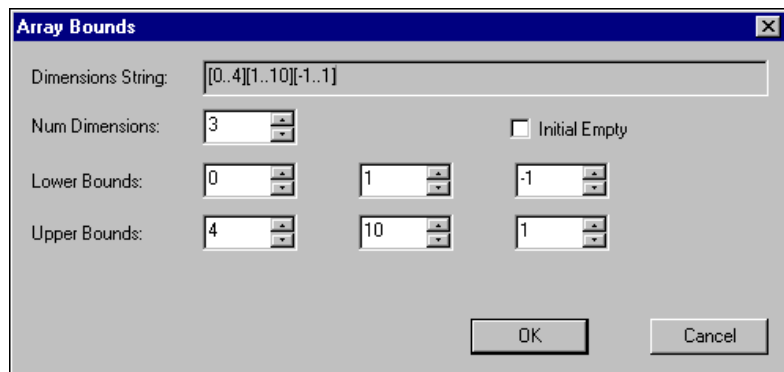 Array Bounds
Dimensions String: [0..4][1..10][-1..1]
Num Dimensions: 3 Initial Empty
Lower Bounds: 0 1 -1
Upper Bounds: 4 10 1
OK Cancel